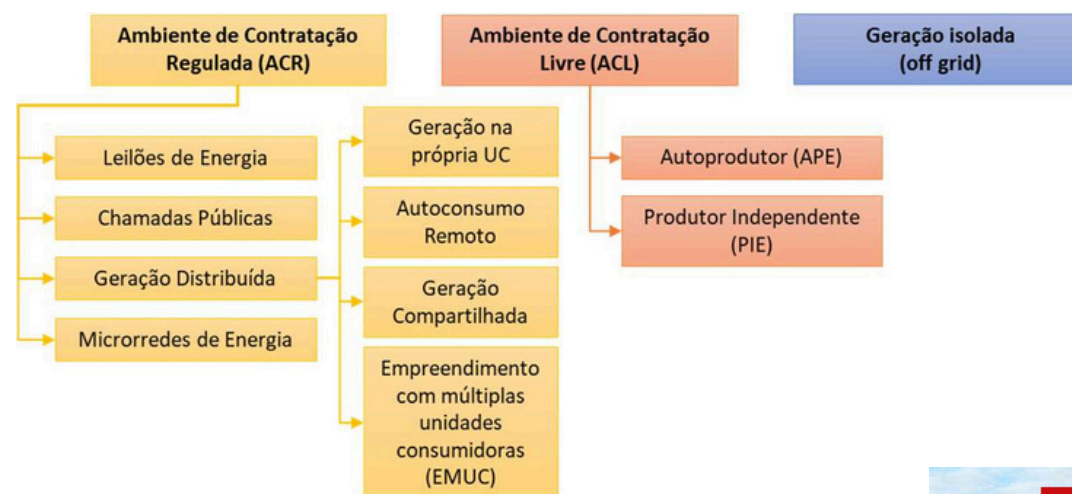 Ambiente de Contratação
Regulada (ACR)
Ambiente de Contratação
Livre (ACL)
Geração isolada
(off grid)
Leilões de Energia
Chamadas Públicas
Geração Distribuída
Microrredes de Energia
Geração na
própria UC
Autoconsumo
Remoto
Geração
Compartilhada
Empreendimento
com múltiplas
unidades
consumidoras
(EMUC)
Autoprodutor (APE)
Produtor Independente
(PIE)